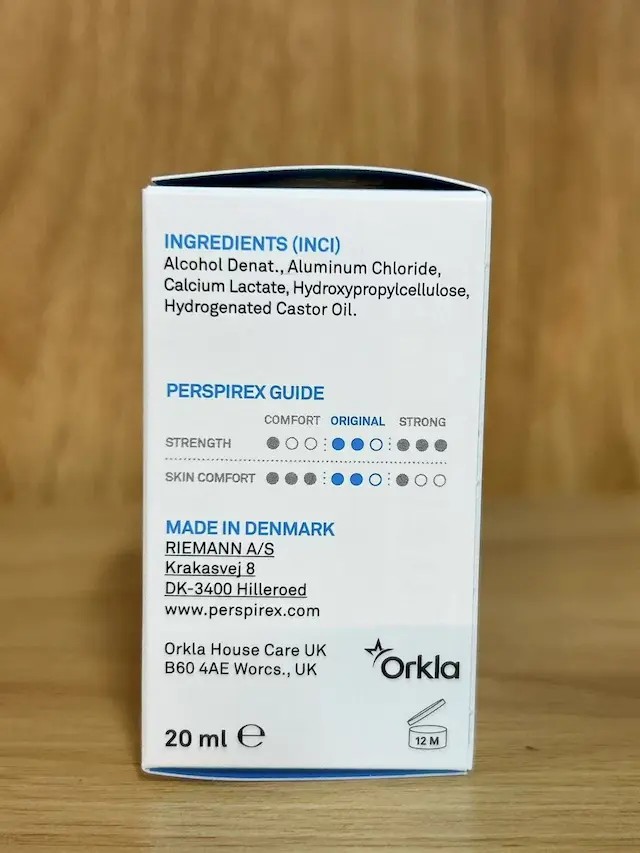 INGREDIENTS (INCI)
Alcohol Denat., Aluminum Chloride,
Calcium Lactate, Hydroxypropylcellulose,
Hydrogenated Castor Oil.
PERSPIREX GUIDE
COMFORT ORIGINAL STRONG
STRENGTH
SKIN COMFORT
MADE IN DENMARK
RIEMANN A/S
Krakasvej 8
DK-3400 Hilleroed
www.perspirex.com
Orkla House Care UK
B60 4AE Worcs., UK
Orkla
20 ml ℮
12 M